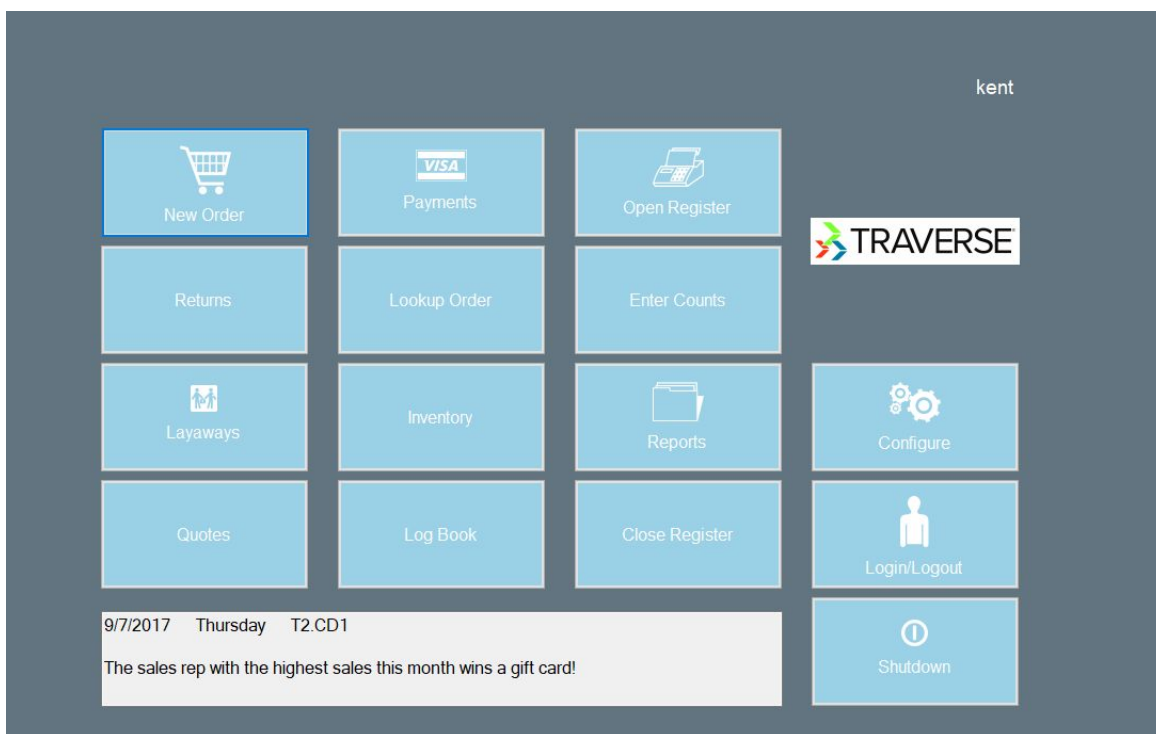 kent
New Order
VISA
Payments
Open Register
TRAVERSE
Returns
Lookup Order
Enter Counts
Layaways
Inventory
Reports
Configure
Quotes
Log Book
Close Register
Login/Logout
9/7/2017 Thursday T2.CD1
The sales rep with the highest sales this month wins a gift card!
Shutdown